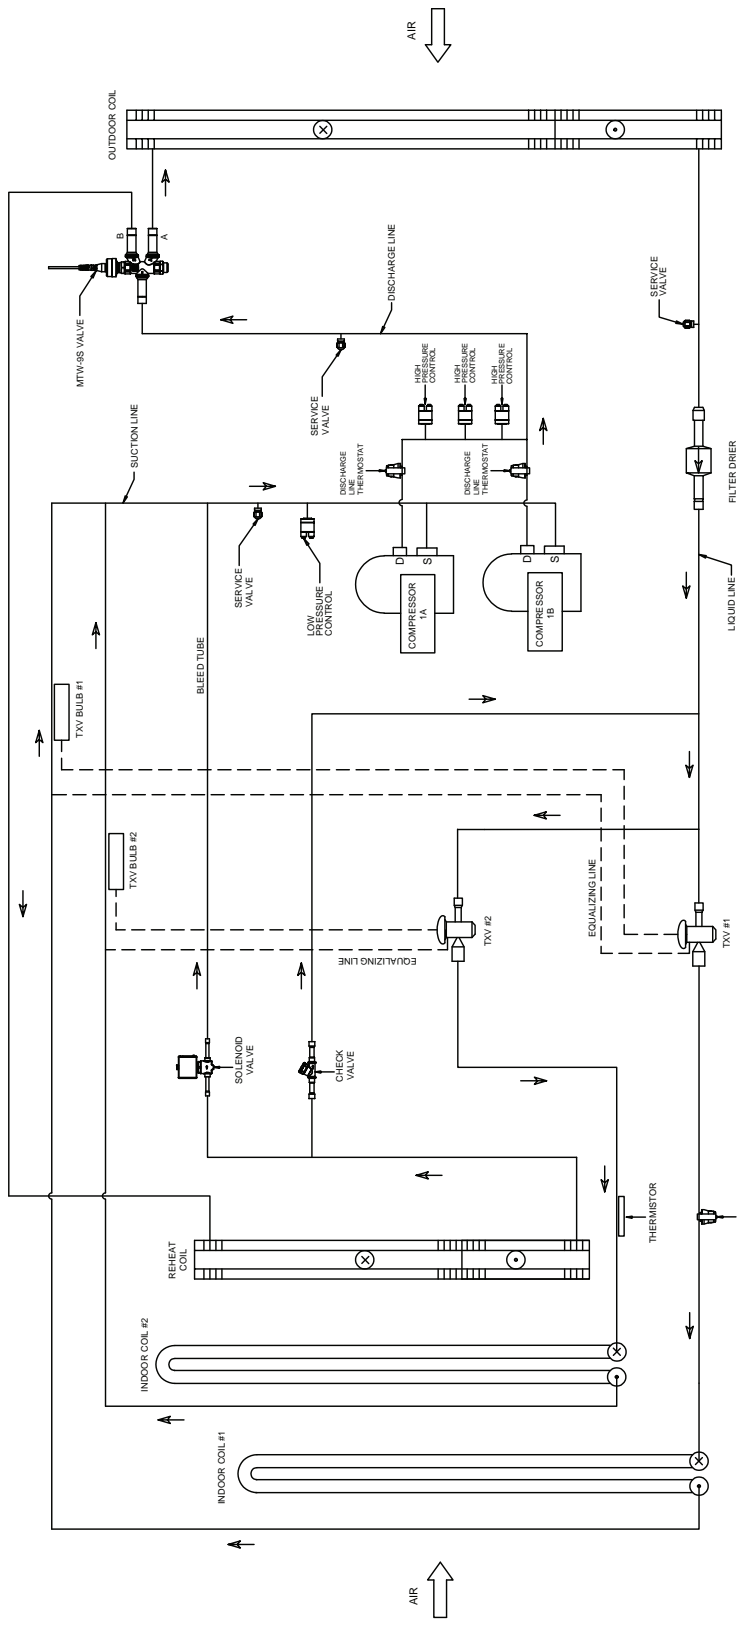 AIR
OUTDOOR COIL
B
A
MTW-9S VALVE
DISCHARGE LINE
SERVICE
VALVE
SERVICE
VALVE
HIGH
PRESSURE
CONTROL
HIGH
PRESSURE
CONTROL
HIGH
PRESSURE
CONTROL
SUCTION LINE
DISCHARGE
LINE
THERMOSTAT
DISCHARGE
LINE
THERMOSTAT
FILTER DRIER
SERVICE
VALVE
LOW
PRESSURE
CONTROL
D
S
COMPRESSOR
1A
D
S
COMPRESSOR
1B
LIQUID LINE
BLEED TUBE
TXV BULB #1
TXV BULB #2
EQUALIZING LINE
TXV #2
EQUALIZING LINE
TXV #1
SOLENOID
VALVE
CHECK
VALVE
REHEAT
COIL
THERMISTOR
INDOOR COIL #2
INDOOR COIL #1
AIR